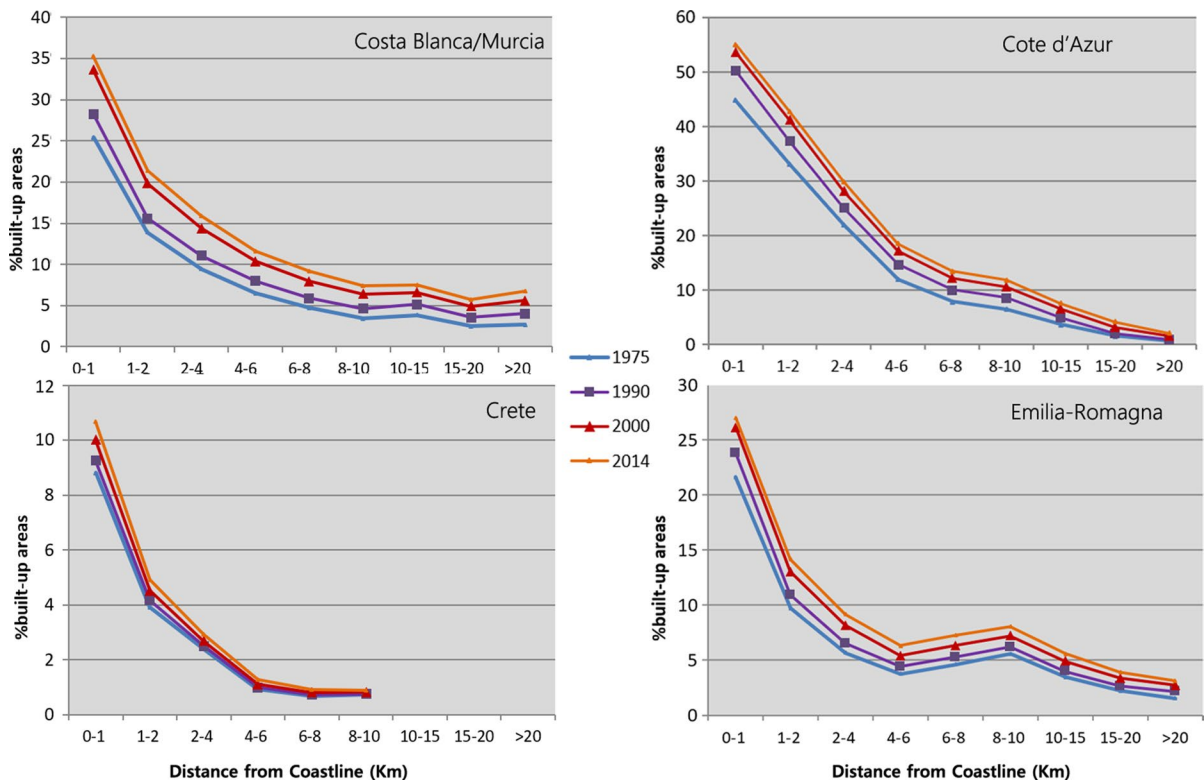 Costa Blanca/Murcia
%built-up areas
40
35
30
25
20
15
10
5
0
0-1 1-2 2-4 4-6 6-8 8-10 10-15 15-20 >20
Cote d'Azur
%built-up areas
60
50
40
30
20
10
0
0-1 1-2 2-4 4-6 6-8 8-10 10-15 15-20 >20
1975
1990
2000
2014
Crete
%built-up areas
12
10
8
6
4
2
0
0-1 1-2 2-4 4-6 6-8 8-10 10-15 15-20 >20
Distance from Coastline (Km)
Emilia-Romagna
%built-up areas
30
25
20
15
10
5
0
0-1 1-2 2-4 4-6 6-8 8-10 10-15 15-20 >20
Distance from Coastline (Km)